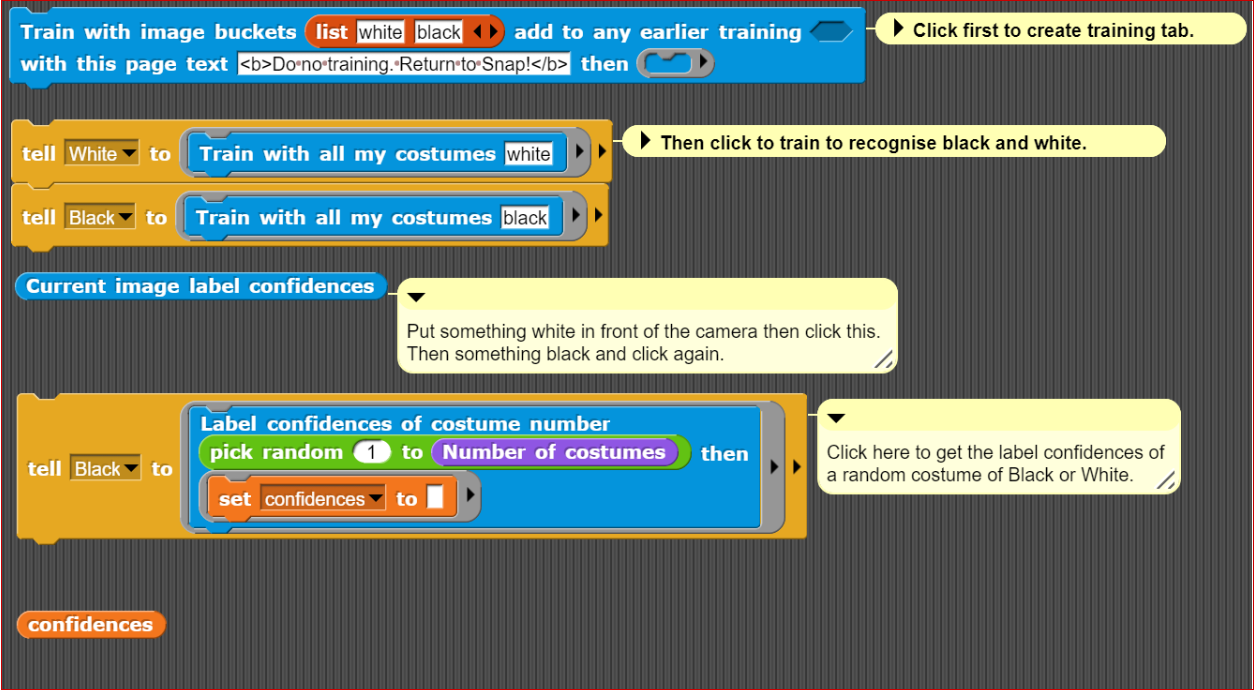 Train with image buckets list white black add to any earlier training
Click first to create training tab.
with this page text <b>Do•no•training.•Return•to•Snap!</b> then
tell White to Train with all my costumes white
Then click to train to recognise black and white.
tell Black to Train with all my costumes black
Current image label confidences
Put something white in front of the camera then click this.
Then something black and click again.
Label confidences of costume number
pick random 1 to Number of costumes then
tell Black to
set confidences to
Click here to get the label confidences of
a random costume of Black or White.
confidences